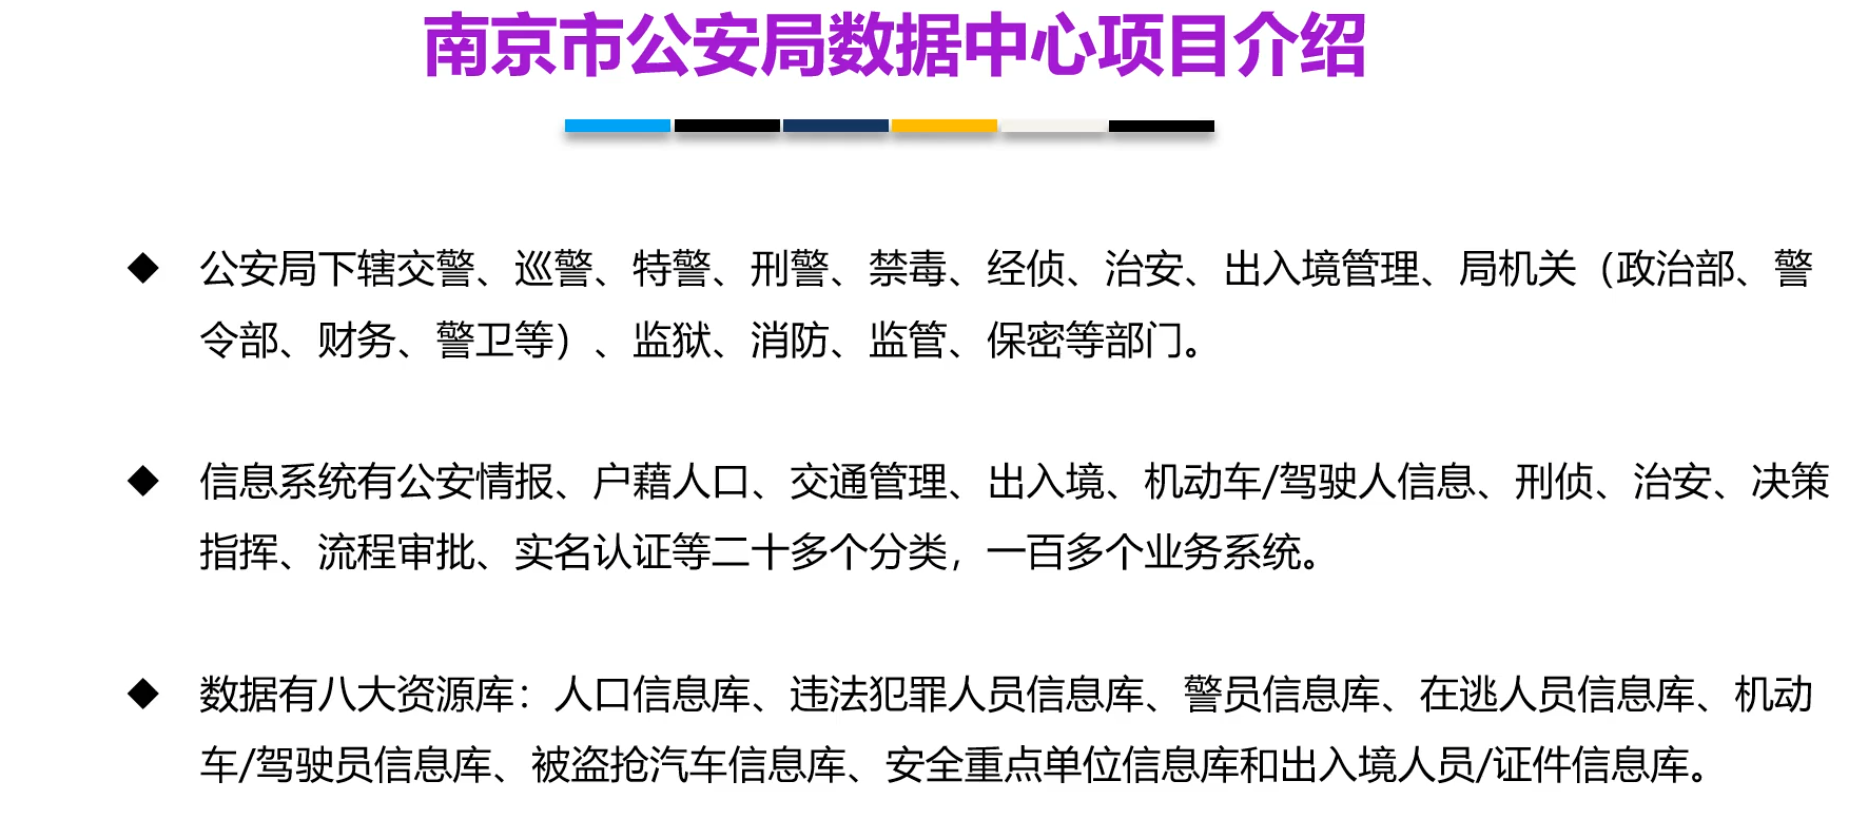 南京市公安局数据中心项目介绍
◆ 公安局下辖交警、巡警、特警、刑警、禁毒、经侦、治安、出入境管理、局机关（政治部、警
令部、财务、警卫等）、监狱、消防、监管、保密等部门。
◆ 信息系统有公安情报、户藉人口、交通管理、出入境、机动车/驾驶人信息、刑侦、治安、决策
指挥、流程审批、实名认证等二十多个分类，一百多个业务系统。
◆ 数据有八大资源库：人口信息库、违法犯罪人员信息库、警员信息库、在逃人员信息库、机动
车/驾驶员信息库、被盗抢汽车信息库、安全重点单位信息库和出入境人员/证件信息库。